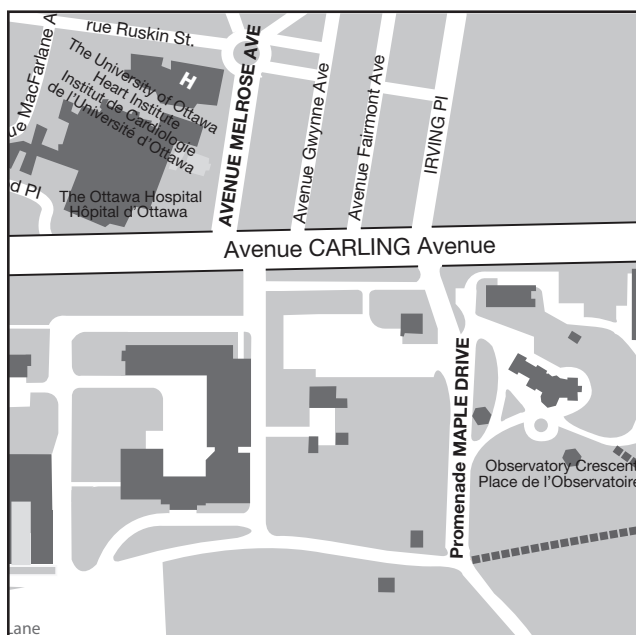 rue Ruskin St.
ue MacFarlane A
The University of Ottawa
Heart Institute
Institut de Cardiologie
de l'Université d'Ottawa
H
AVENUE MELROSE AVE
Avenue Gwynne Ave
Avenue Fairmont Ave
IRVING Pl
d Pl
The Ottawa Hospital
Hôpital d'Ottawa
Avenue CARLING Avenue
Promenade MAPLE DRIVE
Observatory Crescent
Place de l'Observatoire
Lane